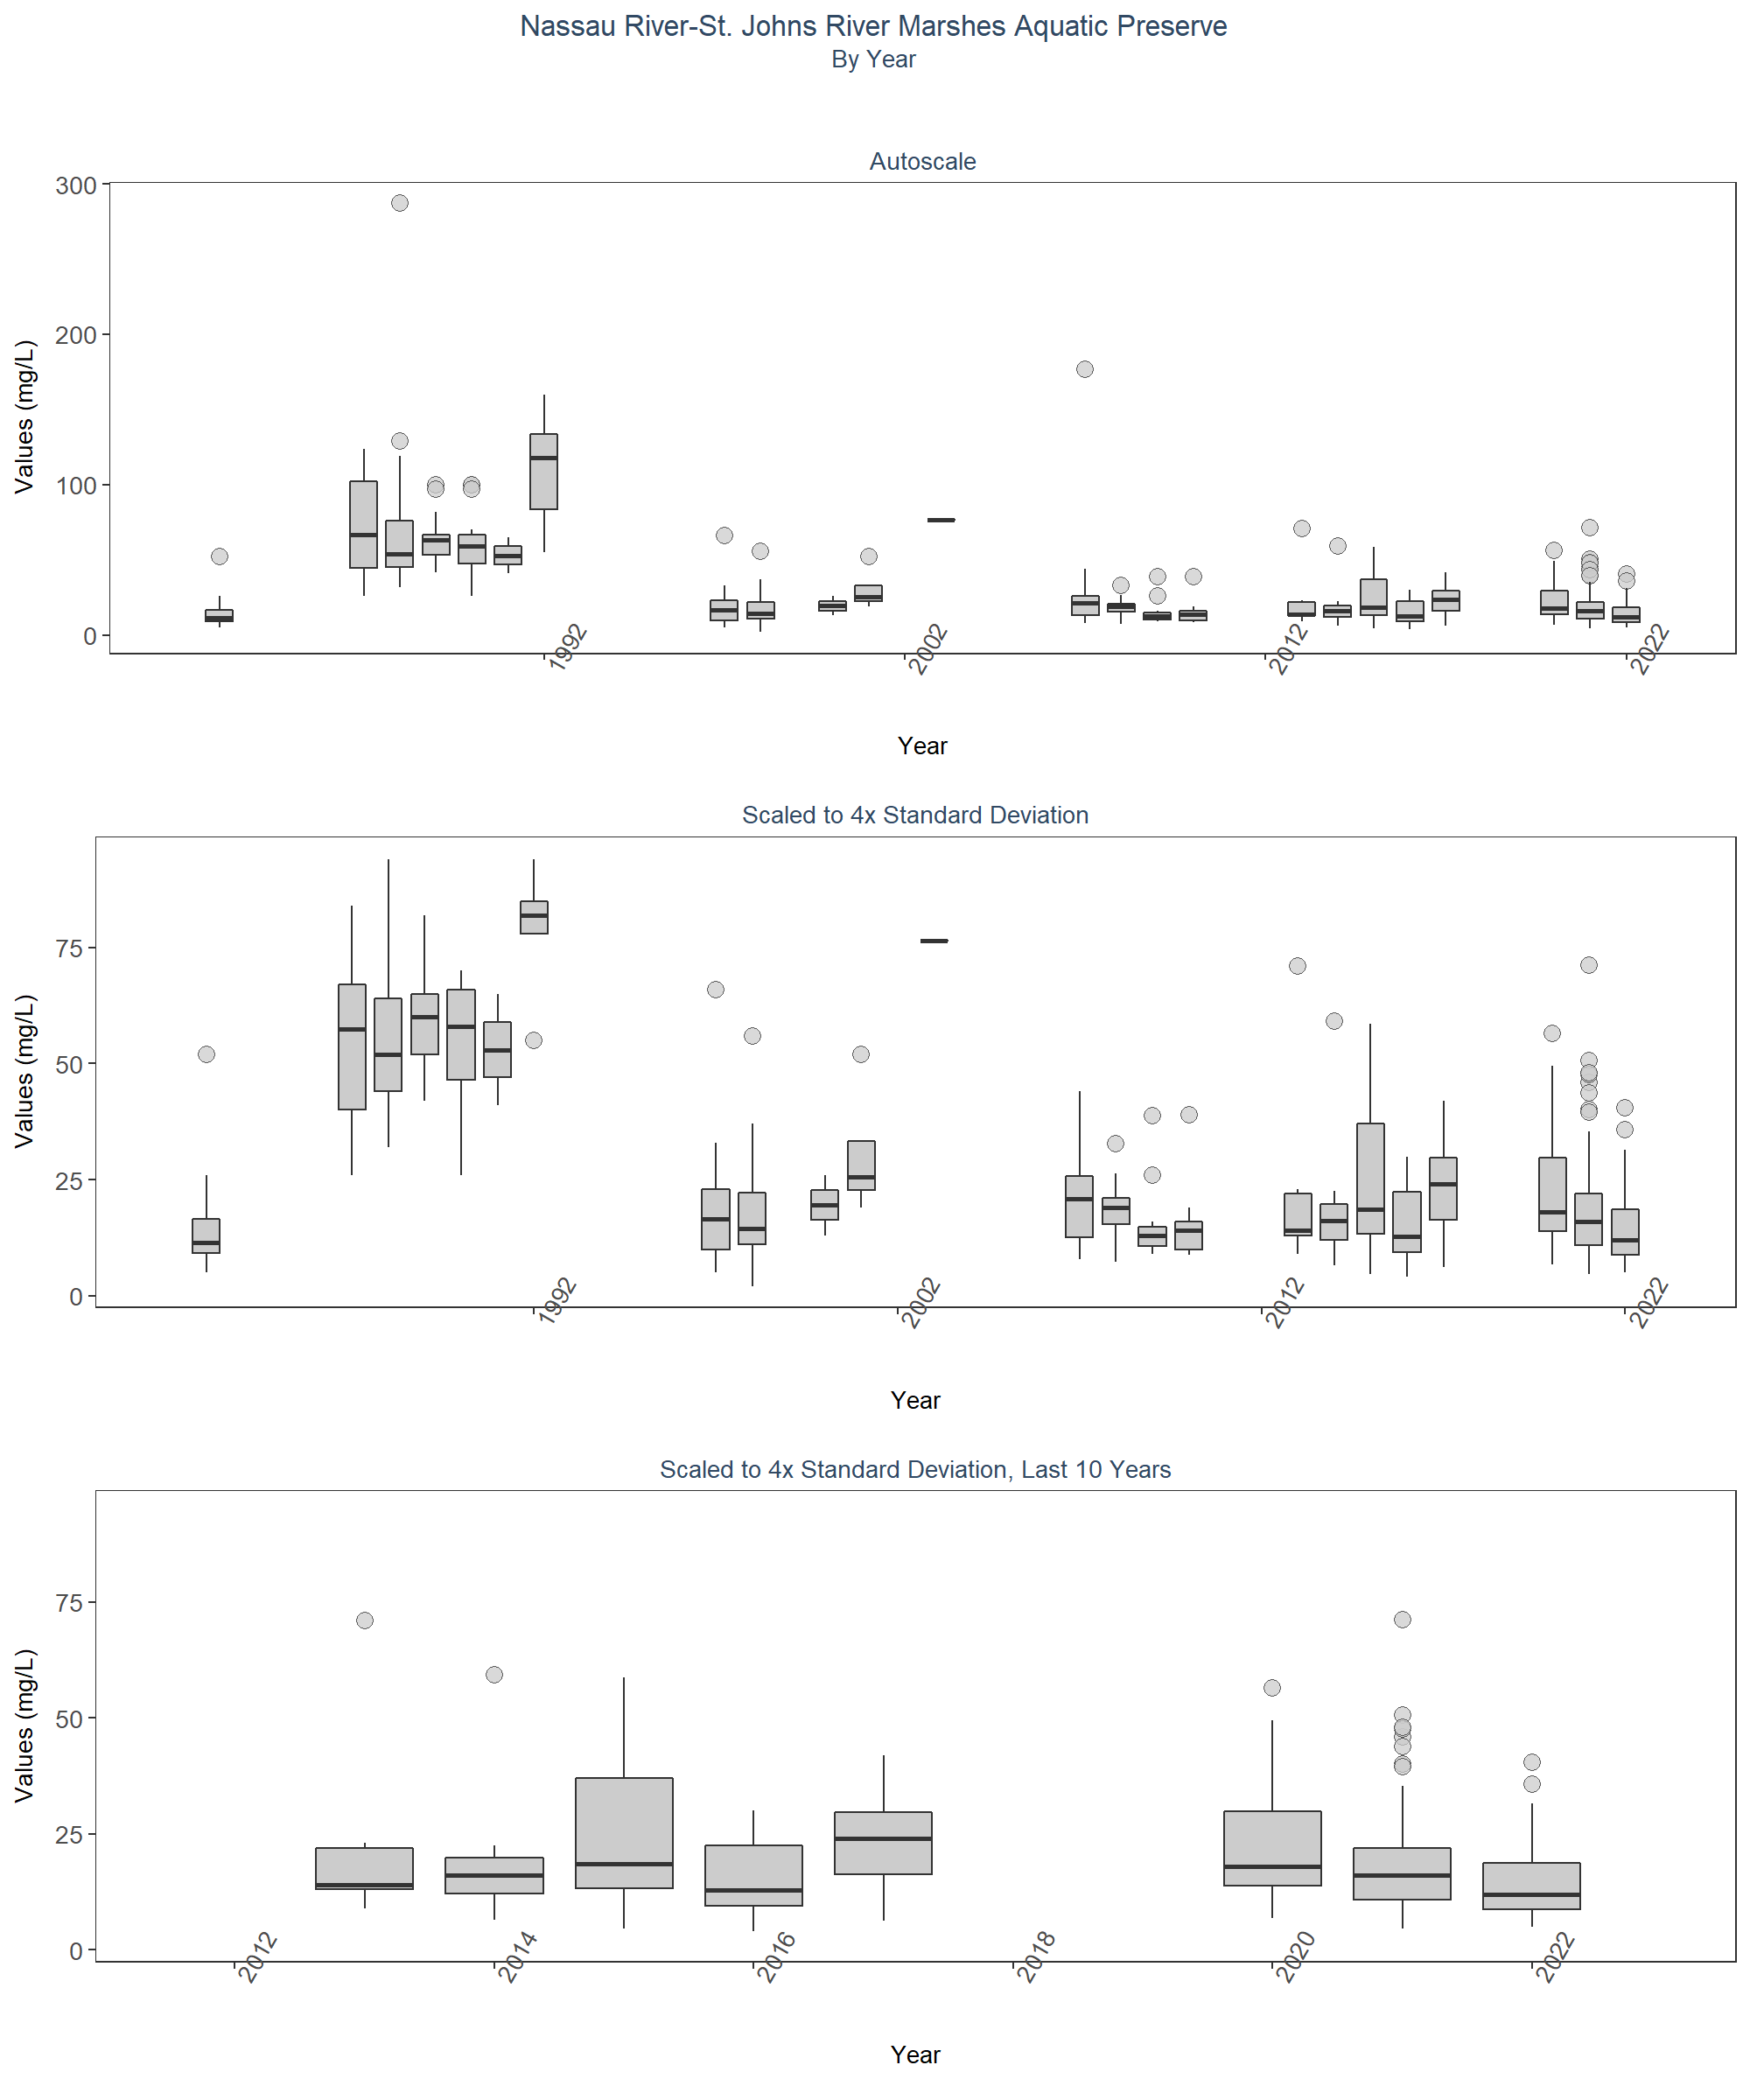 Nassau River-St. Johns River Marshes Aquatic Preserve
By Year
Autoscale
300
200
100
0
Values (mg/L)
1992
2002
2012
2022
Year
Scaled to 4x Standard Deviation
75
50
25
0
Values (mg/L)
1992
2002
2012
2022
Year
Scaled to 4x Standard Deviation, Last 10 Years
75
50
25
0
Values (mg/L)
2012
2014
2016
2018
2020
2022
Year